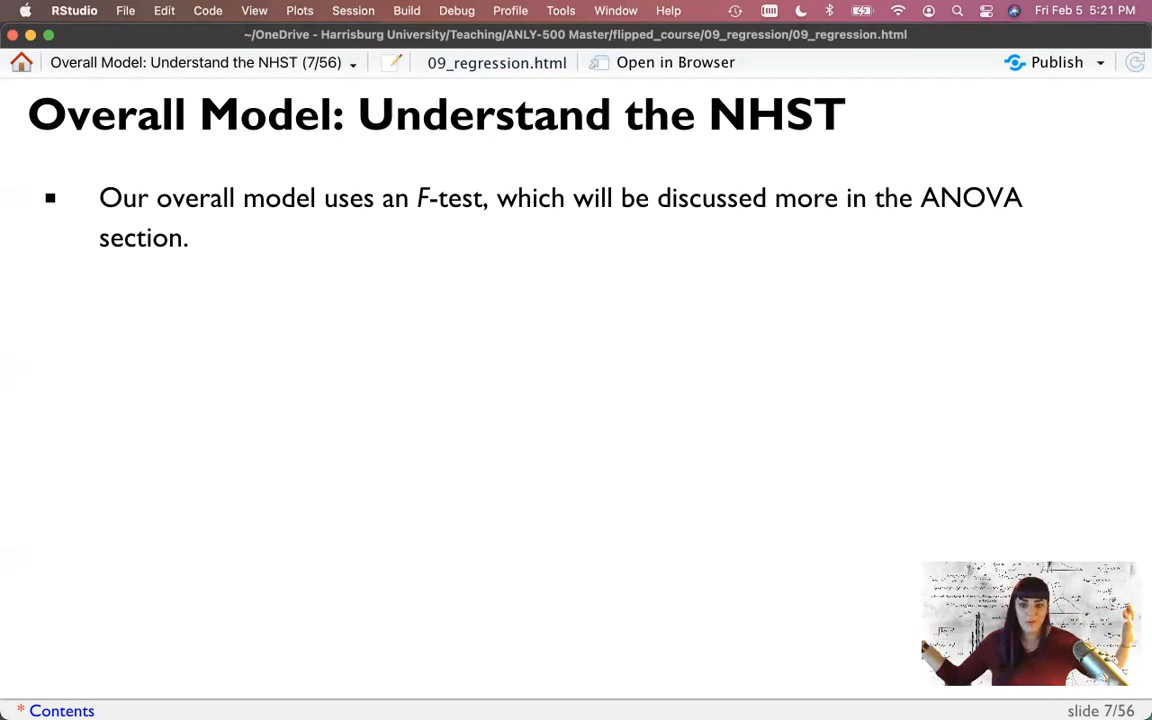 RStudio File Edit Code View Plots Session Build Debug Profile Tools Window Help Fri Feb 5 5:21 PM
~/OneDrive - Harrisburg University/Teaching/ANLY-500 Master/flipped_course/09_regression/09_regression.html
Overall Model: Understand the NHST (7/56) 09_regression.html Open in Browser Publish
Overall Model: Understand the NHST
▪ Our overall model uses an F-test, which will be discussed more in the ANOVA
section.
* Contents slide 7/56